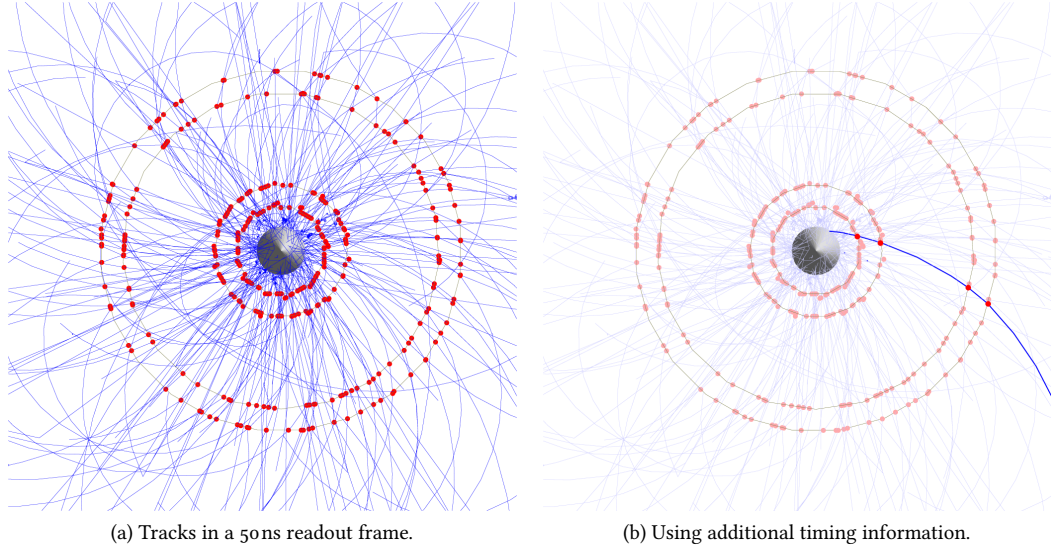 (a) Tracks in a 50 ns readout frame.
(b) Using additional timing information.